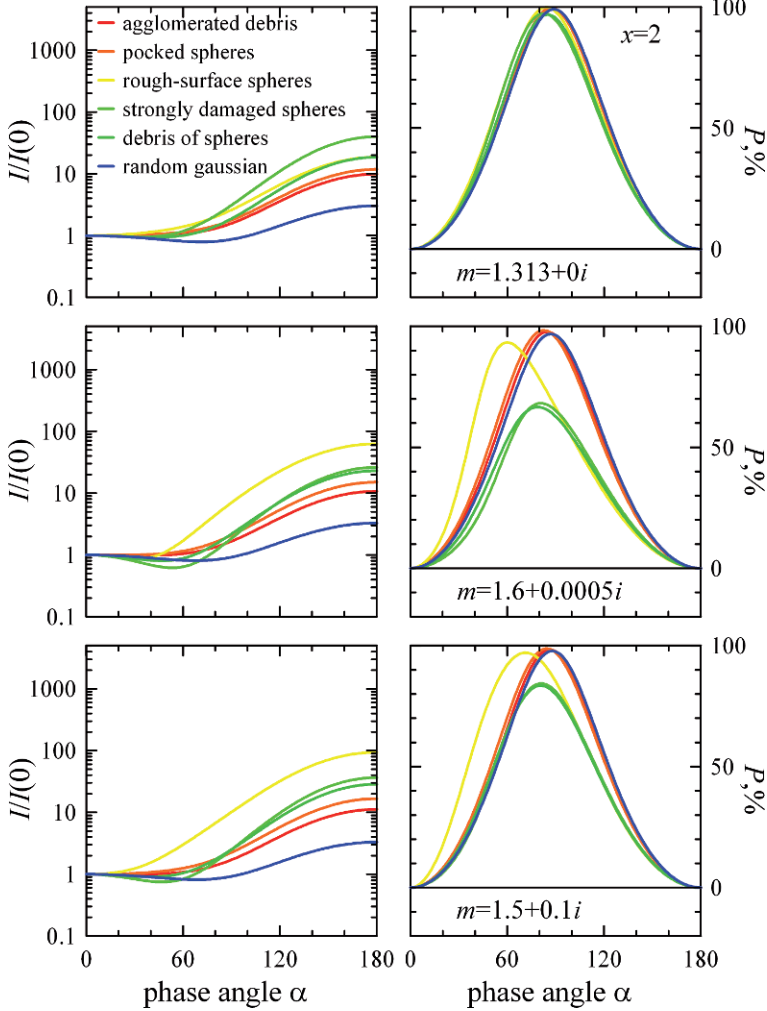 I/I(0)
1000
100
10
1
0.1
agglomerated debris
pocked spheres
rough-surface spheres
strongly damaged spheres
debris of spheres
random gaussian
x=2
m=1.313+0i
100
50
0
P,%
I/I(0)
1000
100
10
1
0.1
m=1.6+0.0005i
100
50
0
P,%
I/I(0)
1000
100
10
1
0.1
m=1.5+0.1i
100
50
0
P,%
0 60 120 180
0 60 120 180
phase angle α
phase angle α